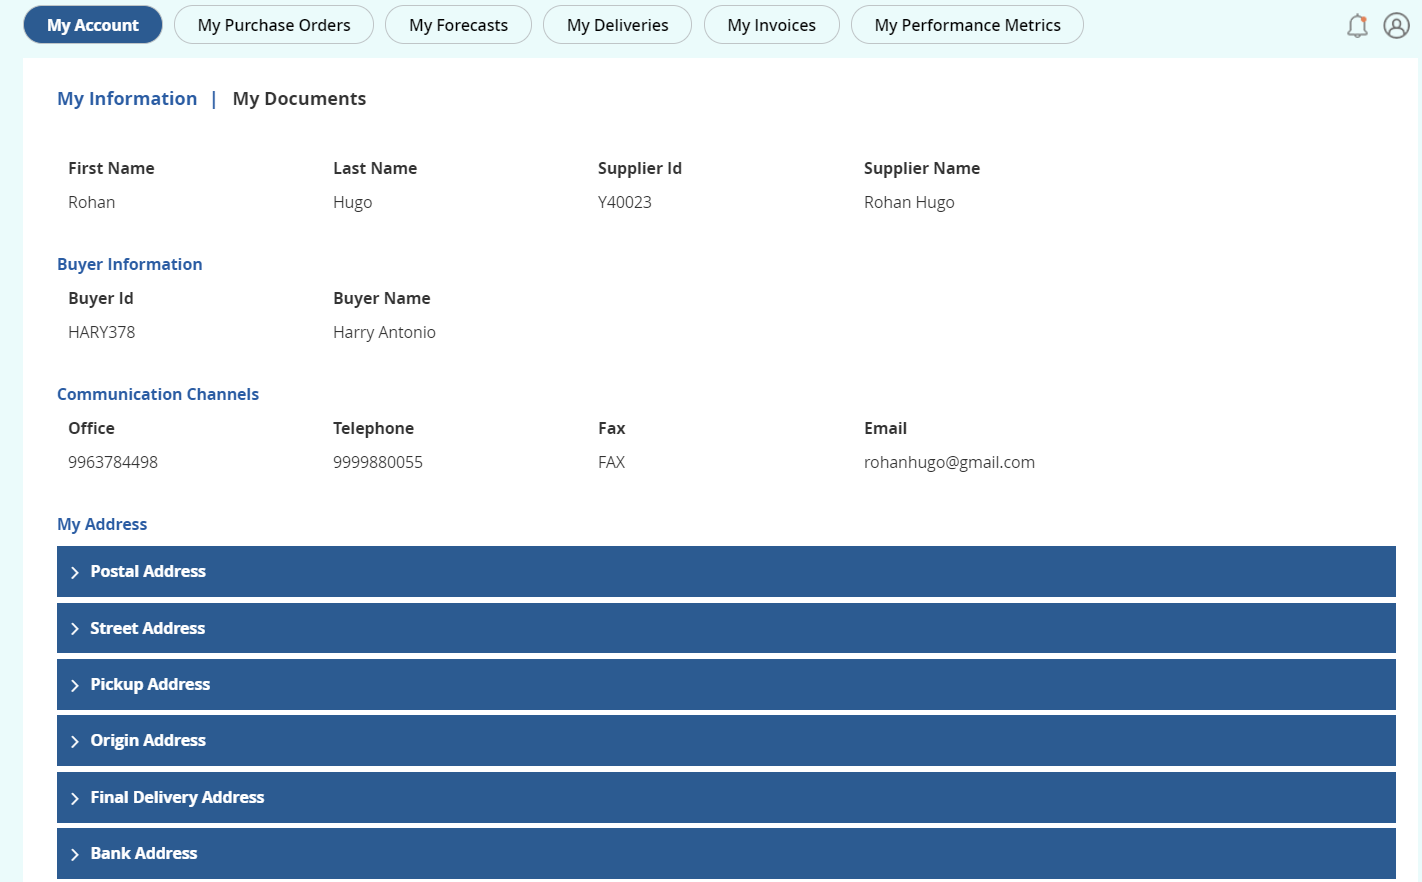 My Account My Purchase Orders My Forecasts My Deliveries My Invoices My Performance Metrics
My Information | My Documents
First Name Last Name Supplier Id Supplier Name
Rohan Hugo Y40023 Rohan Hugo
Buyer Information
Buyer Id Buyer Name
HARY378 Harry Antonio
Communication Channels
Office Telephone Fax Email
9963784498 9999880055 FAX rohanhugo@gmail.com
My Address
Postal Address
Street Address
Pickup Address
Origin Address
Final Delivery Address
Bank Address